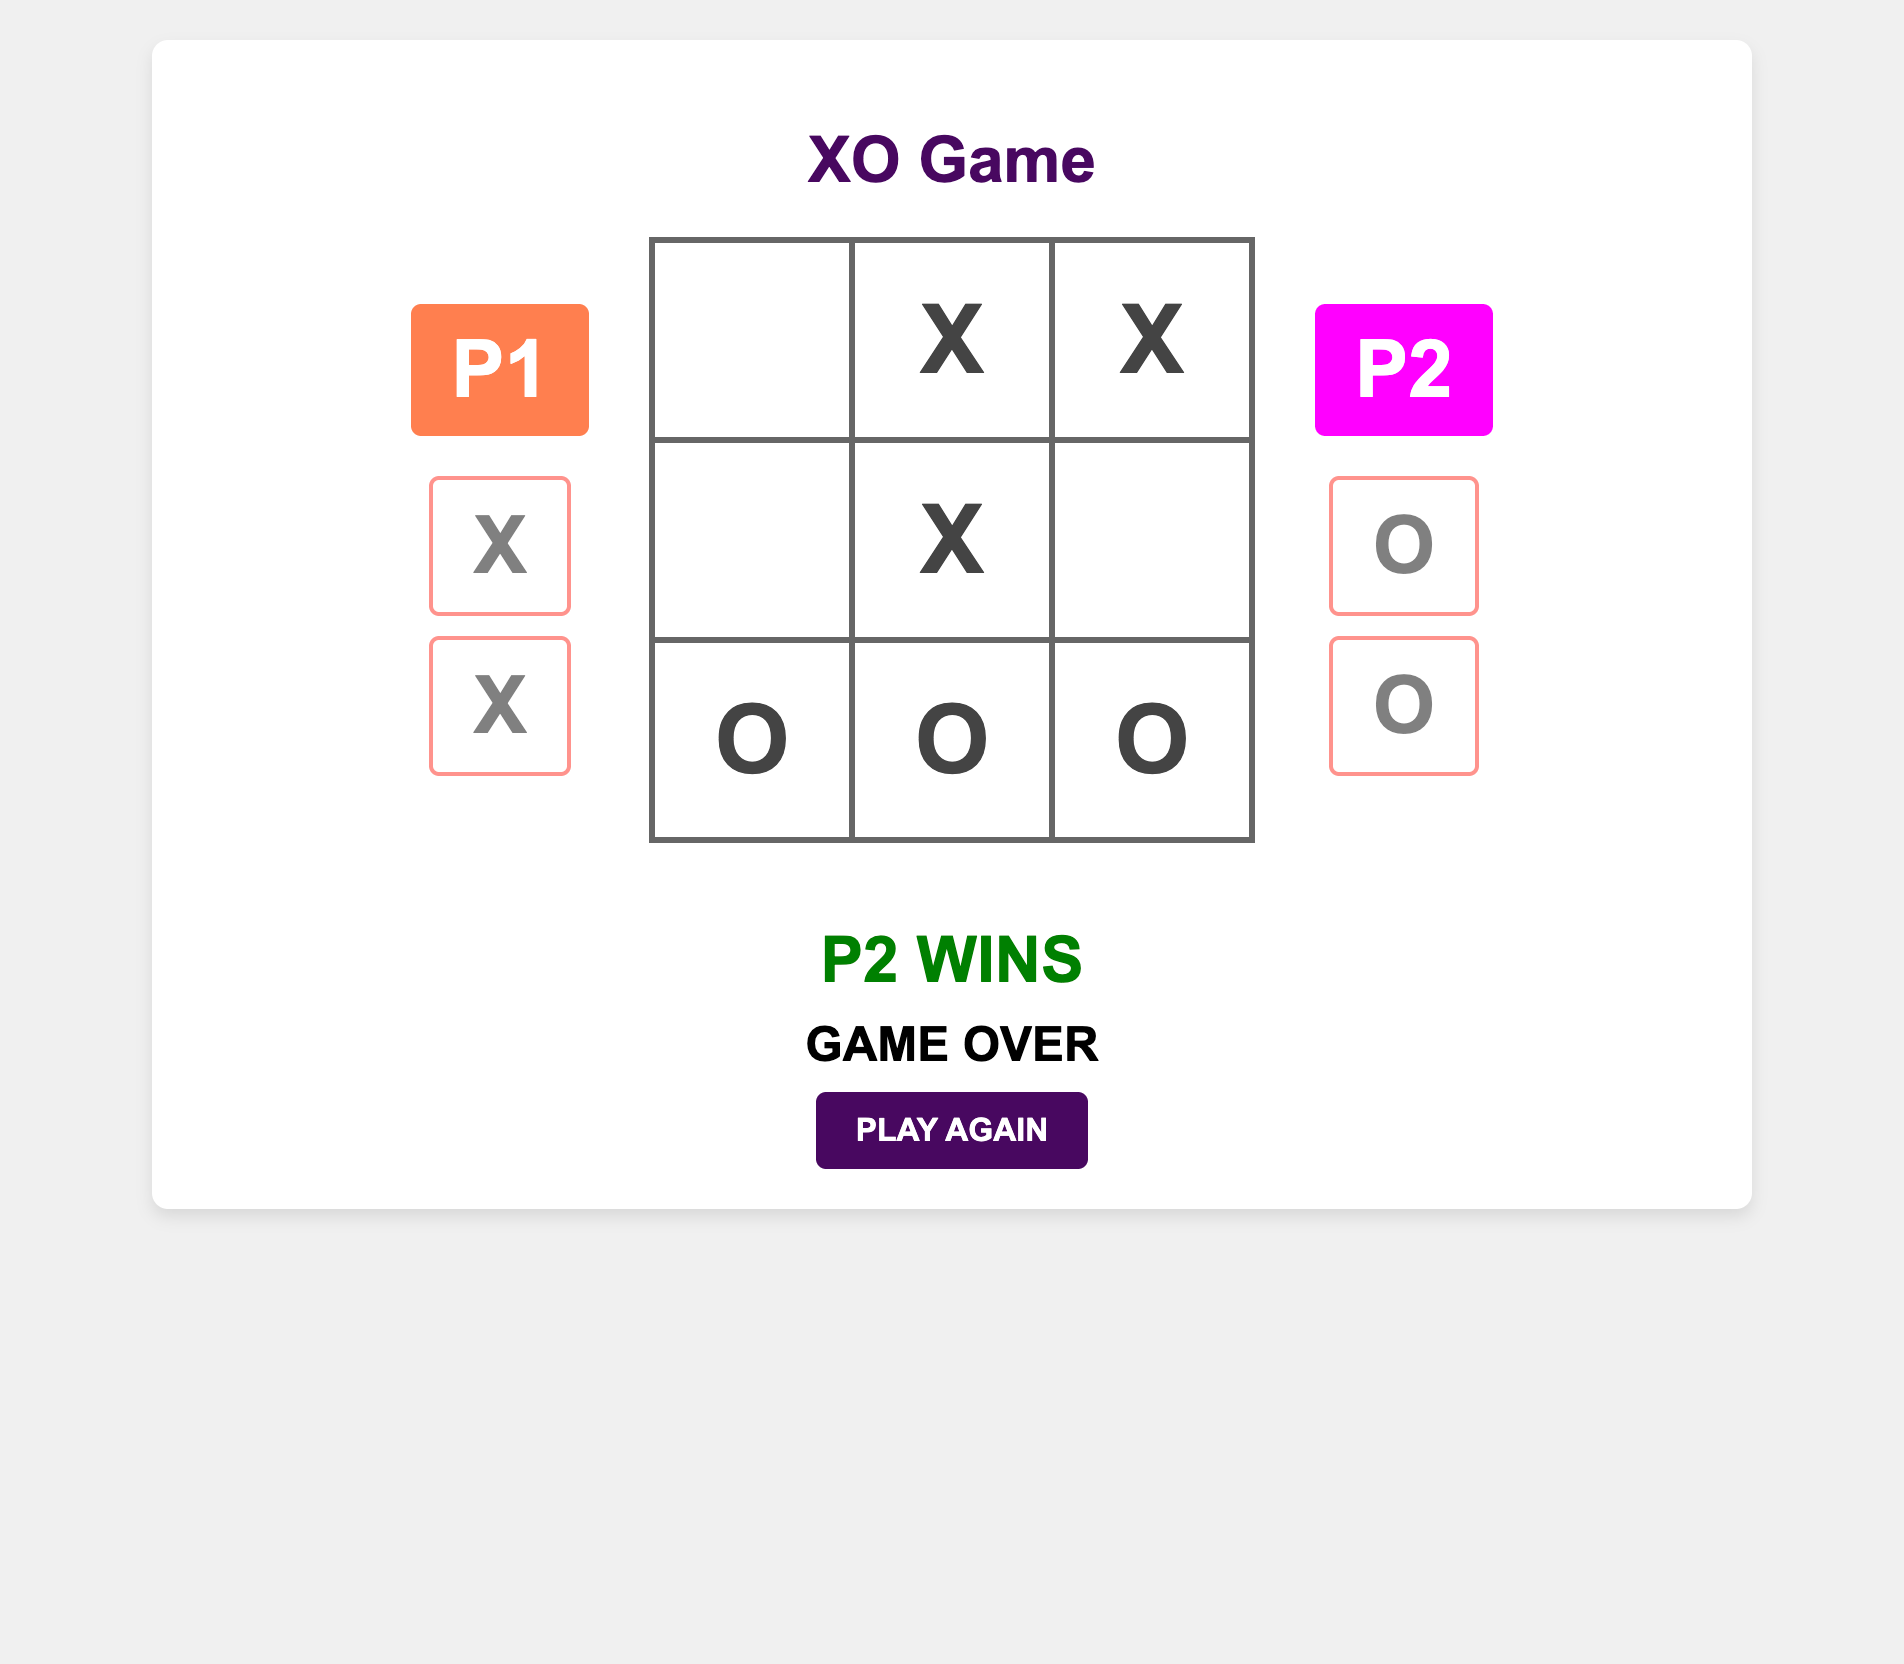 XO Game
P1
X
X
X X
X
O O O
P2
O
O
P2 WINS
GAME OVER
PLAY AGAIN